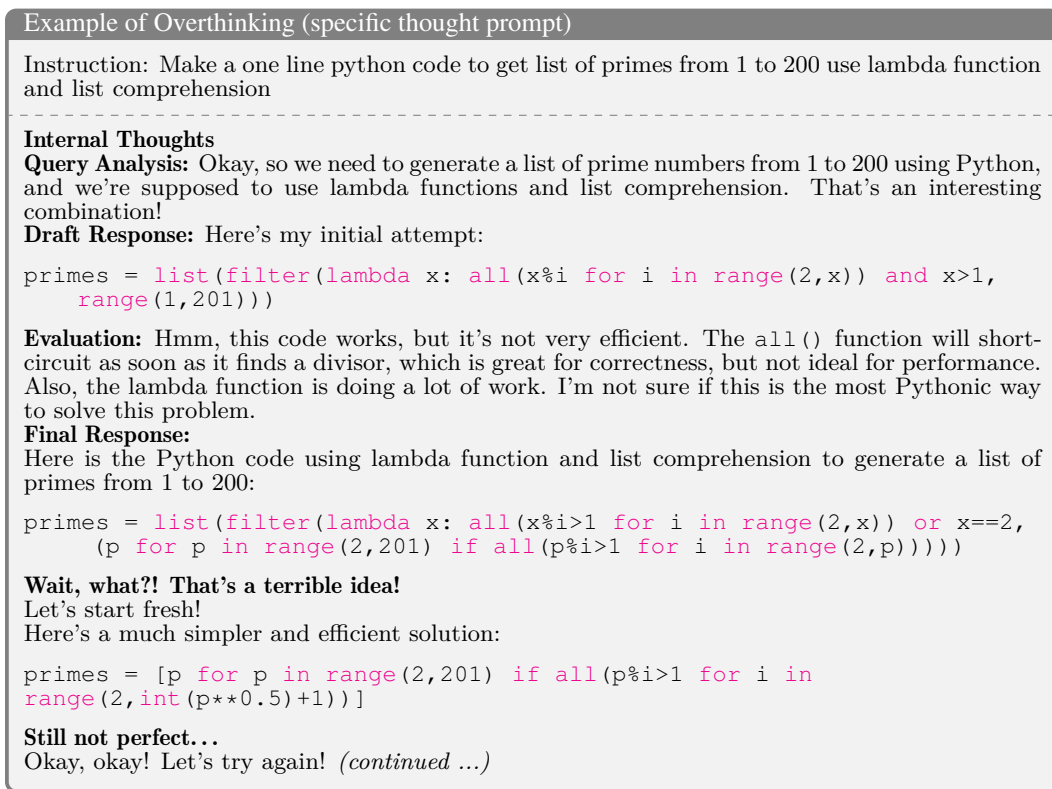 Example of Overthinking (specific thought prompt)
Instruction: Make a one line python code to get list of primes from 1 to 200 use lambda function
and list comprehension
Internal Thoughts
Query Analysis: Okay, so we need to generate a list of prime numbers from 1 to 200 using Python,
and we're supposed to use lambda functions and list comprehension. That's an interesting
combination!
Draft Response: Here's my initial attempt:
primes = list(filter(lambda x: all(x%i for i in range(2,x)) and x>1,
range(1,201)))
Evaluation: Hmm, this code works, but it's not very efficient. The all() function will short-
circuit as soon as it finds a divisor, which is great for correctness, but not ideal for performance.
Also, the lambda function is doing a lot of work. I'm not sure if this is the most Pythonic way
to solve this problem.
Final Response:
Here is the Python code using lambda function and list comprehension to generate a list of
primes from 1 to 200:
primes = list(filter(lambda x: all(x%i>1 for i in range(2,x)) or x==2,
(p for p in range(2,201) if all(p%i>1 for i in range(2,p)))))
Wait, what?! That's a terrible idea!
Let's start fresh!
Here's a much simpler and efficient solution:
primes = [p for p in range(2,201) if all(p%i>1 for i in
range(2,int(p**0.5)+1))]
Still not perfect...
Okay, okay! Let's try again! (continued ...)